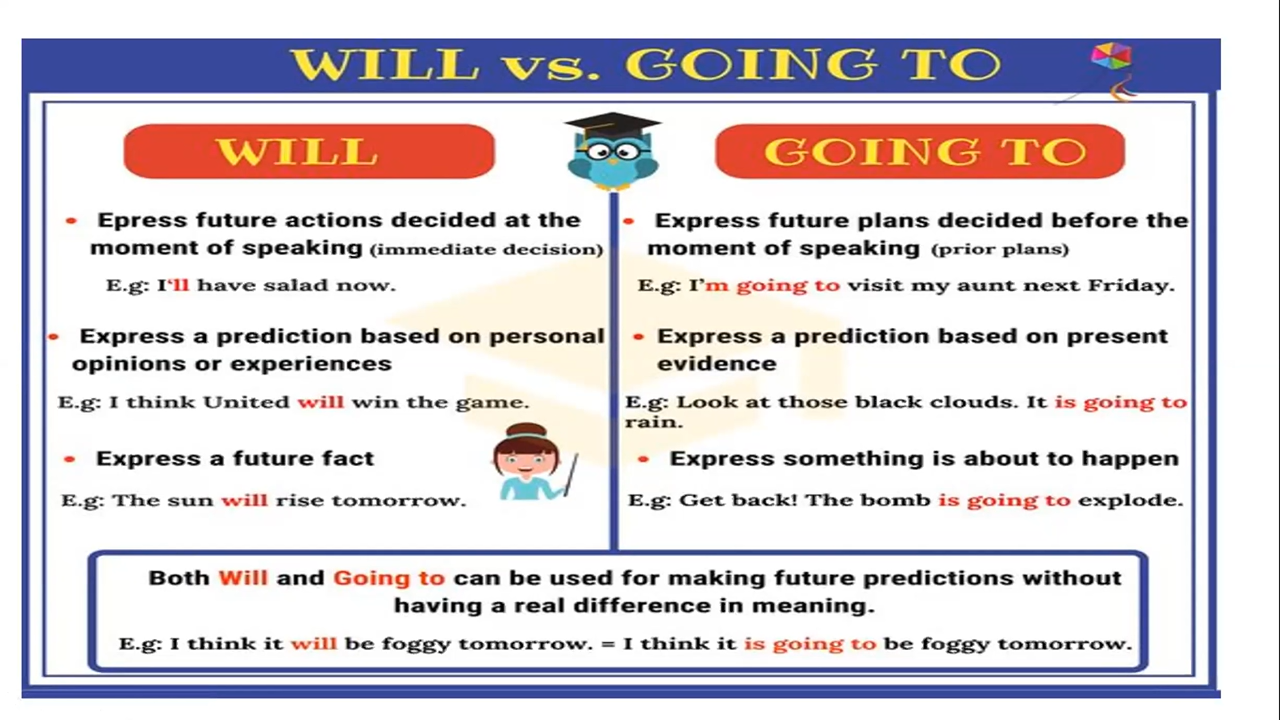 WILL vs. GOING TO
WILL
• Epress future actions decided at the
moment of speaking (immediate decision)
E.g: I'll have salad now.
• Express a prediction based on personal
opinions or experiences
E.g: I think United will win the game.
• Express a future fact
E.g: The sun will rise tomorrow.
GOING TO
• Express future plans decided before the
moment of speaking (prior plans)
E.g: I'm going to visit my aunt next Friday.
• Express a prediction based on present
evidence
E.g: Look at those black clouds. It is going to
rain.
• Express something is about to happen
E.g: Get back! The bomb is going to explode.
Both Will and Going to can be used for making future predictions without
having a real difference in meaning.
E.g: I think it will be foggy tomorrow. = I think it is going to be foggy tomorrow.